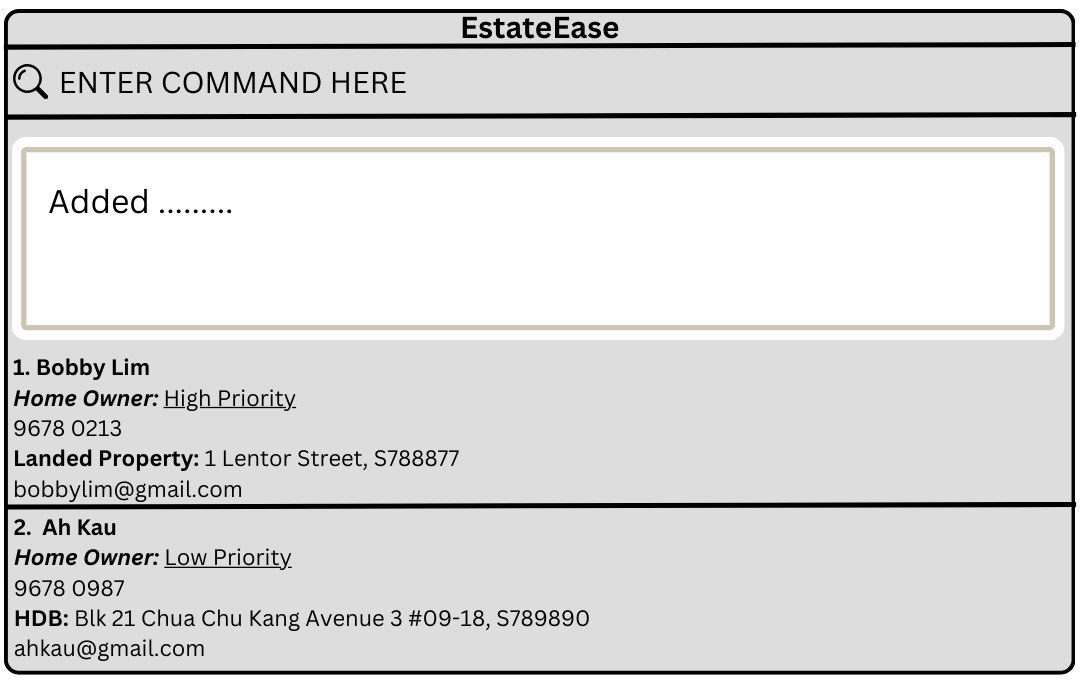 EstateEase
ENTER COMMAND HERE
Added .........
1. Bobby Lim
Home Owner: High Priority
9678 0213
Landed Property: 1 Lentor Street, S788877
bobbylim@gmail.com
2. Ah Kau
Home Owner: Low Priority
9678 0987
HDB: Blk 21 Chua Chu Kang Avenue 3 #09-18, S789890
ahkau@gmail.com